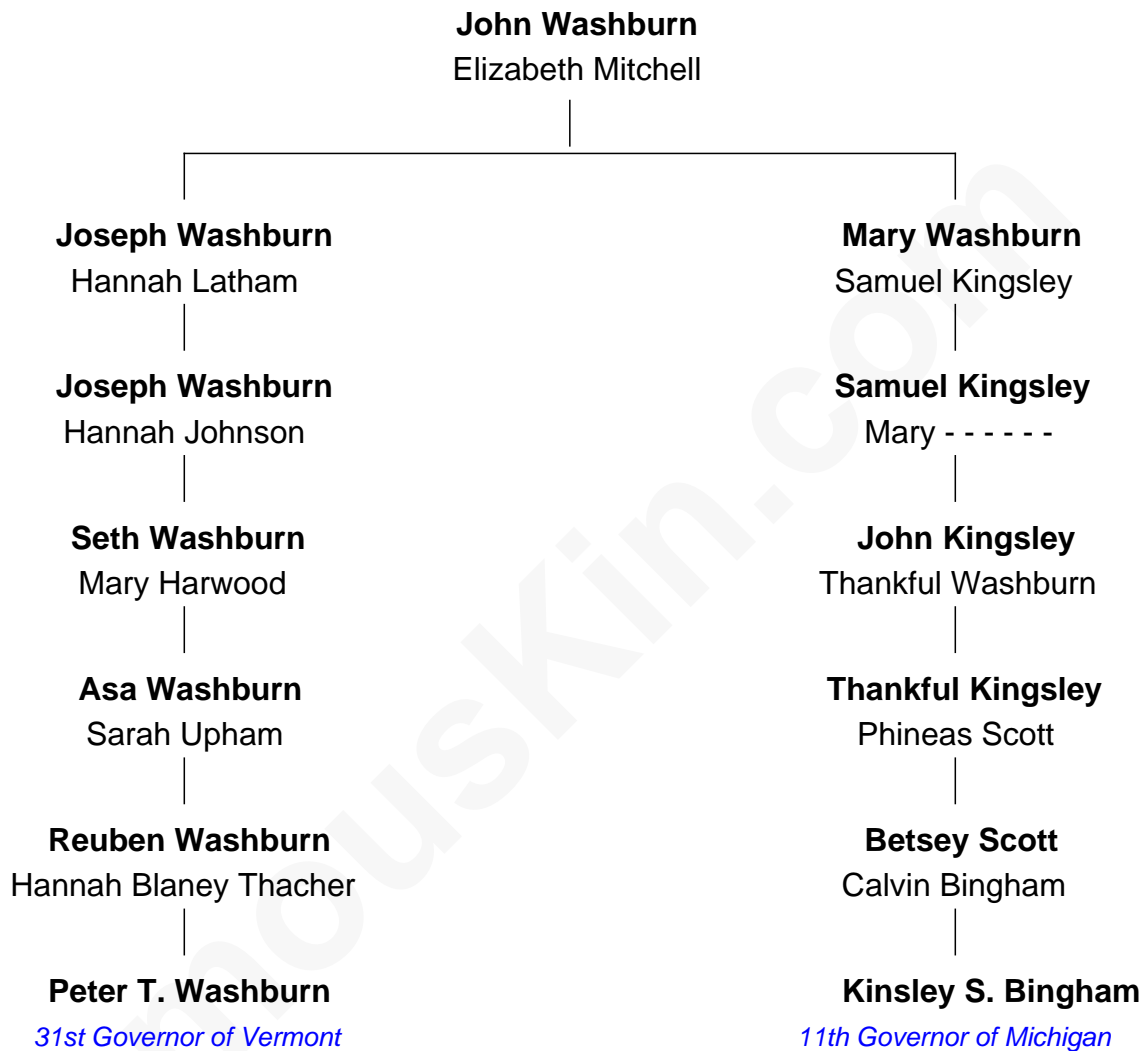 John Washburn
Elizabeth Mitchell
Joseph Washburn
Hannah Latham
Mary Washburn
Samuel Kingsley
Joseph Washburn
Hannah Johnson
Samuel Kingsley
Mary - - - - - -
Seth Washburn
Mary Harwood
John Kingsley
Thankful Washburn
Asa Washburn
Sarah Upham
Thankful Kingsley
Phineas Scott
Reuben Washburn
Hannah Blaney Thacher
Betsey Scott
Calvin Bingham
Peter T. Washburn
31st Governor of Vermont
Kinsley S. Bingham
11th Governor of Michigan
mousKin.com